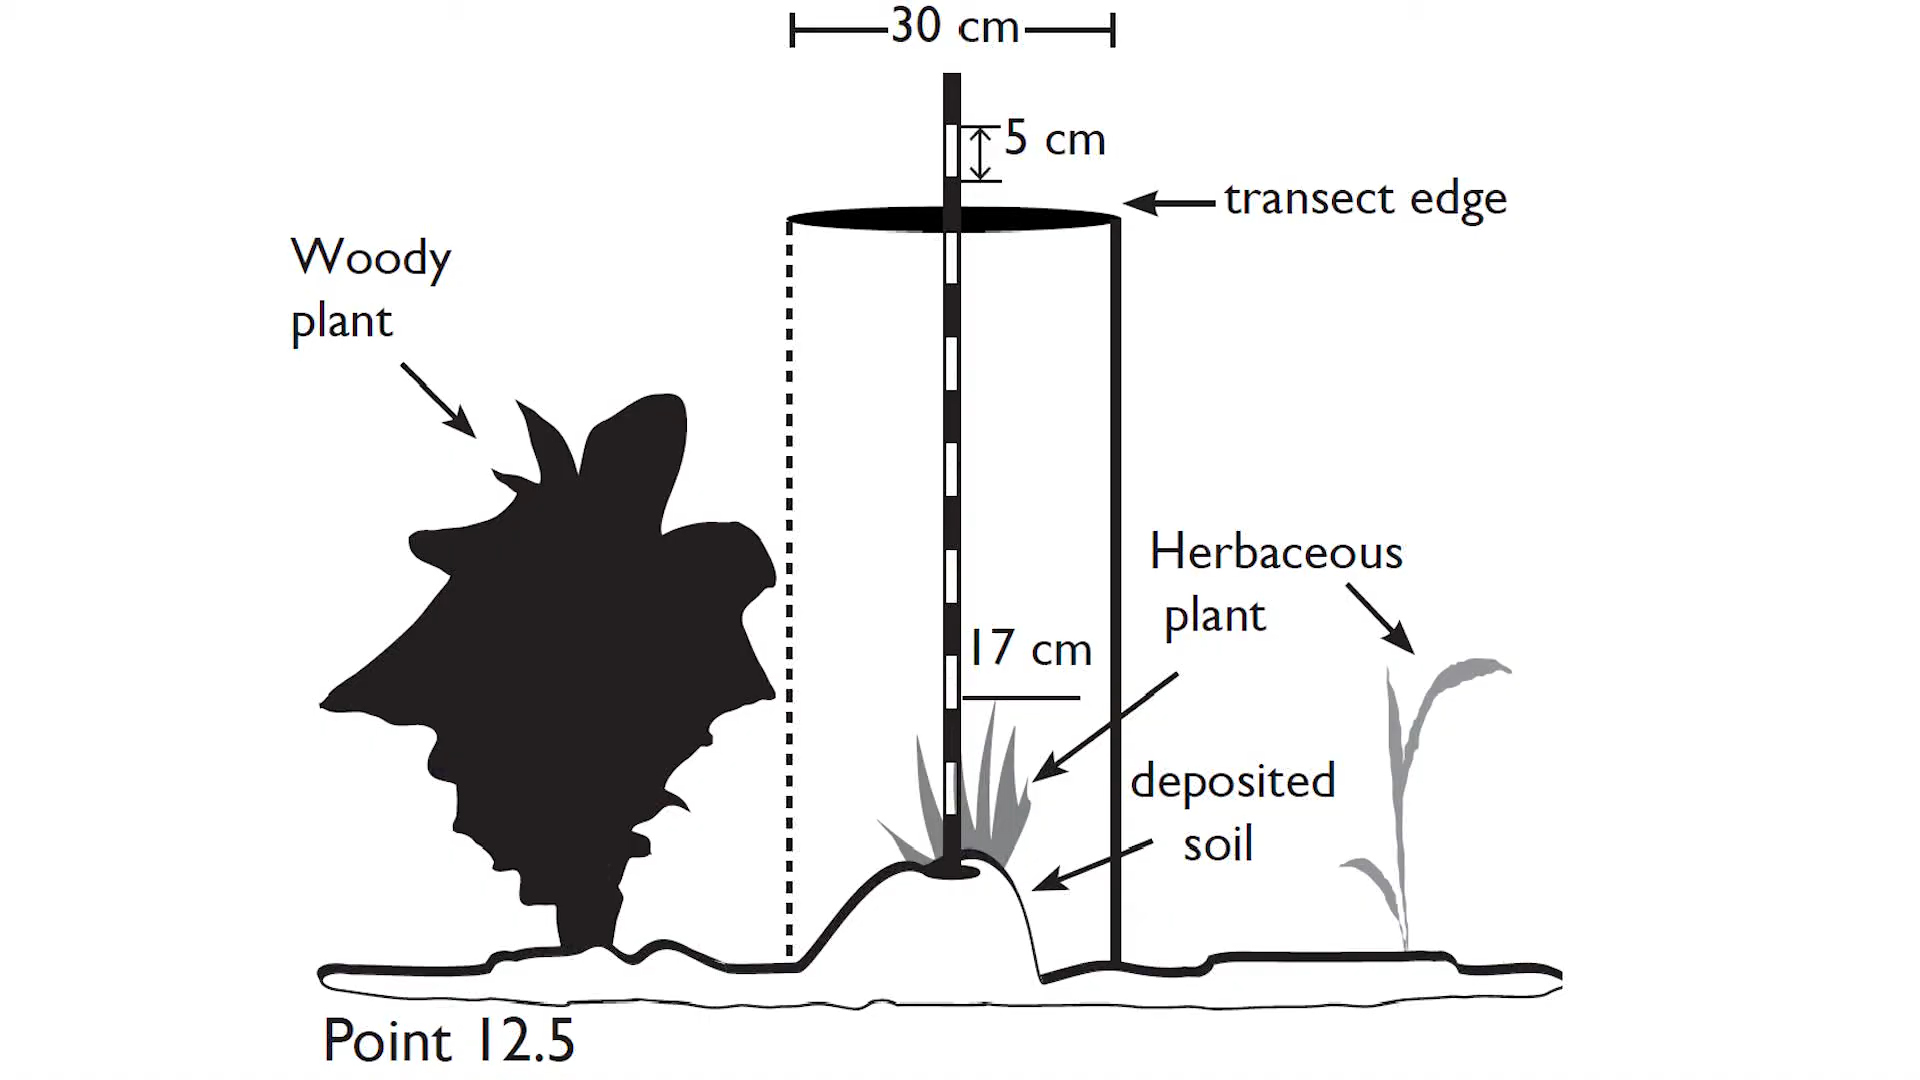 30 cm
5 cm
transect edge
Woody
plant
Herbaceous
plant
17 cm
deposited
soil
Point 12.5